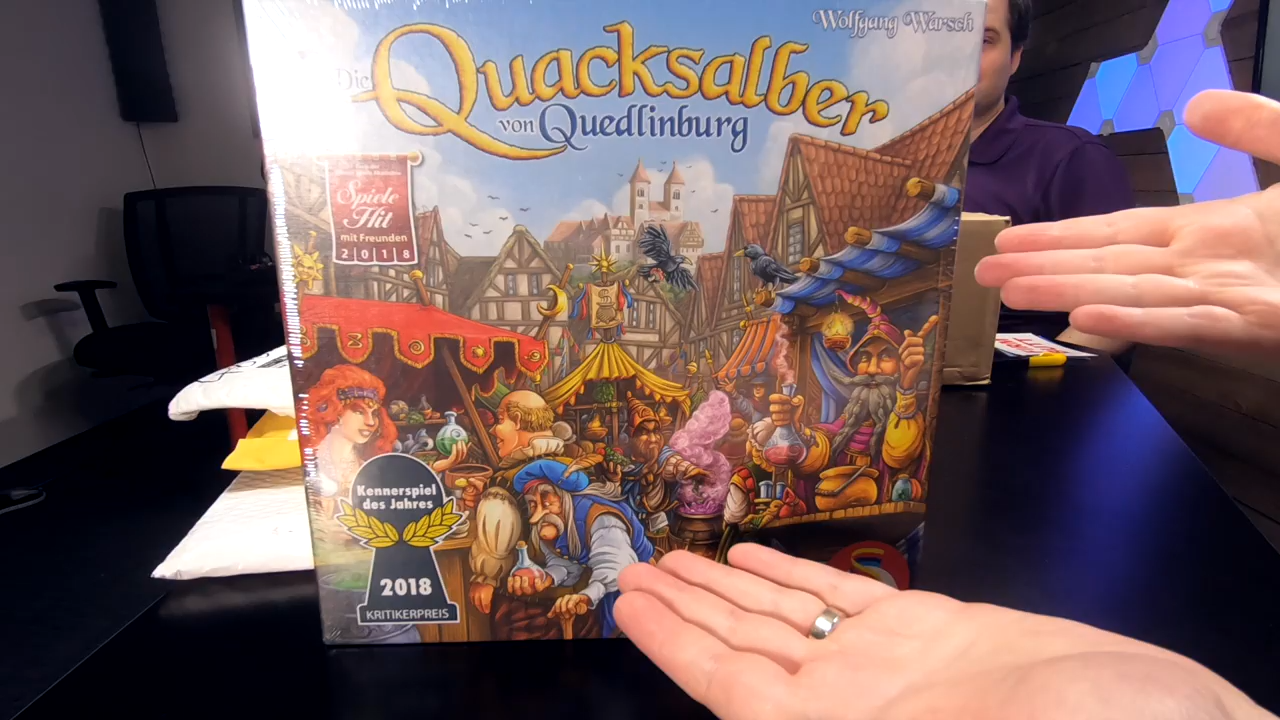 Wolfgang Warsch
Die Quacksalber
von Quedlinburg
Spiele
Hit
mit Freunden
2018
Kennerspiel
des Jahres
2018
KRITIKERPREIS